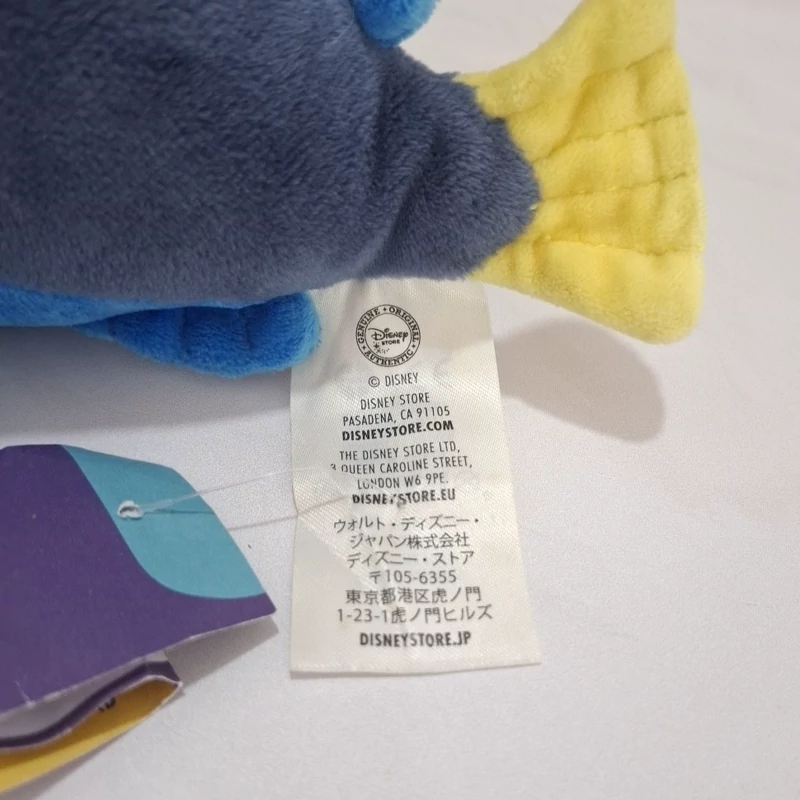 GENUINE • ORIGINAL • AUTHENTIC •
Disney
STORE
© DISNEY
DISNEY STORE
PASADENA, CA 91105
DISNEYSTORE.COM
THE DISNEY STORE LTD,
3 QUEEN CAROLINE STREET,
LONDON W6 9PE.
DISNEYSTORE.EU
ウォルト・ディズニー・
ジャパン株式会社
ディズニー・ストア
〒105-6355
東京都港区虎ノ門
1-23-1虎ノ門ヒルズ
DISNEYSTORE.JP